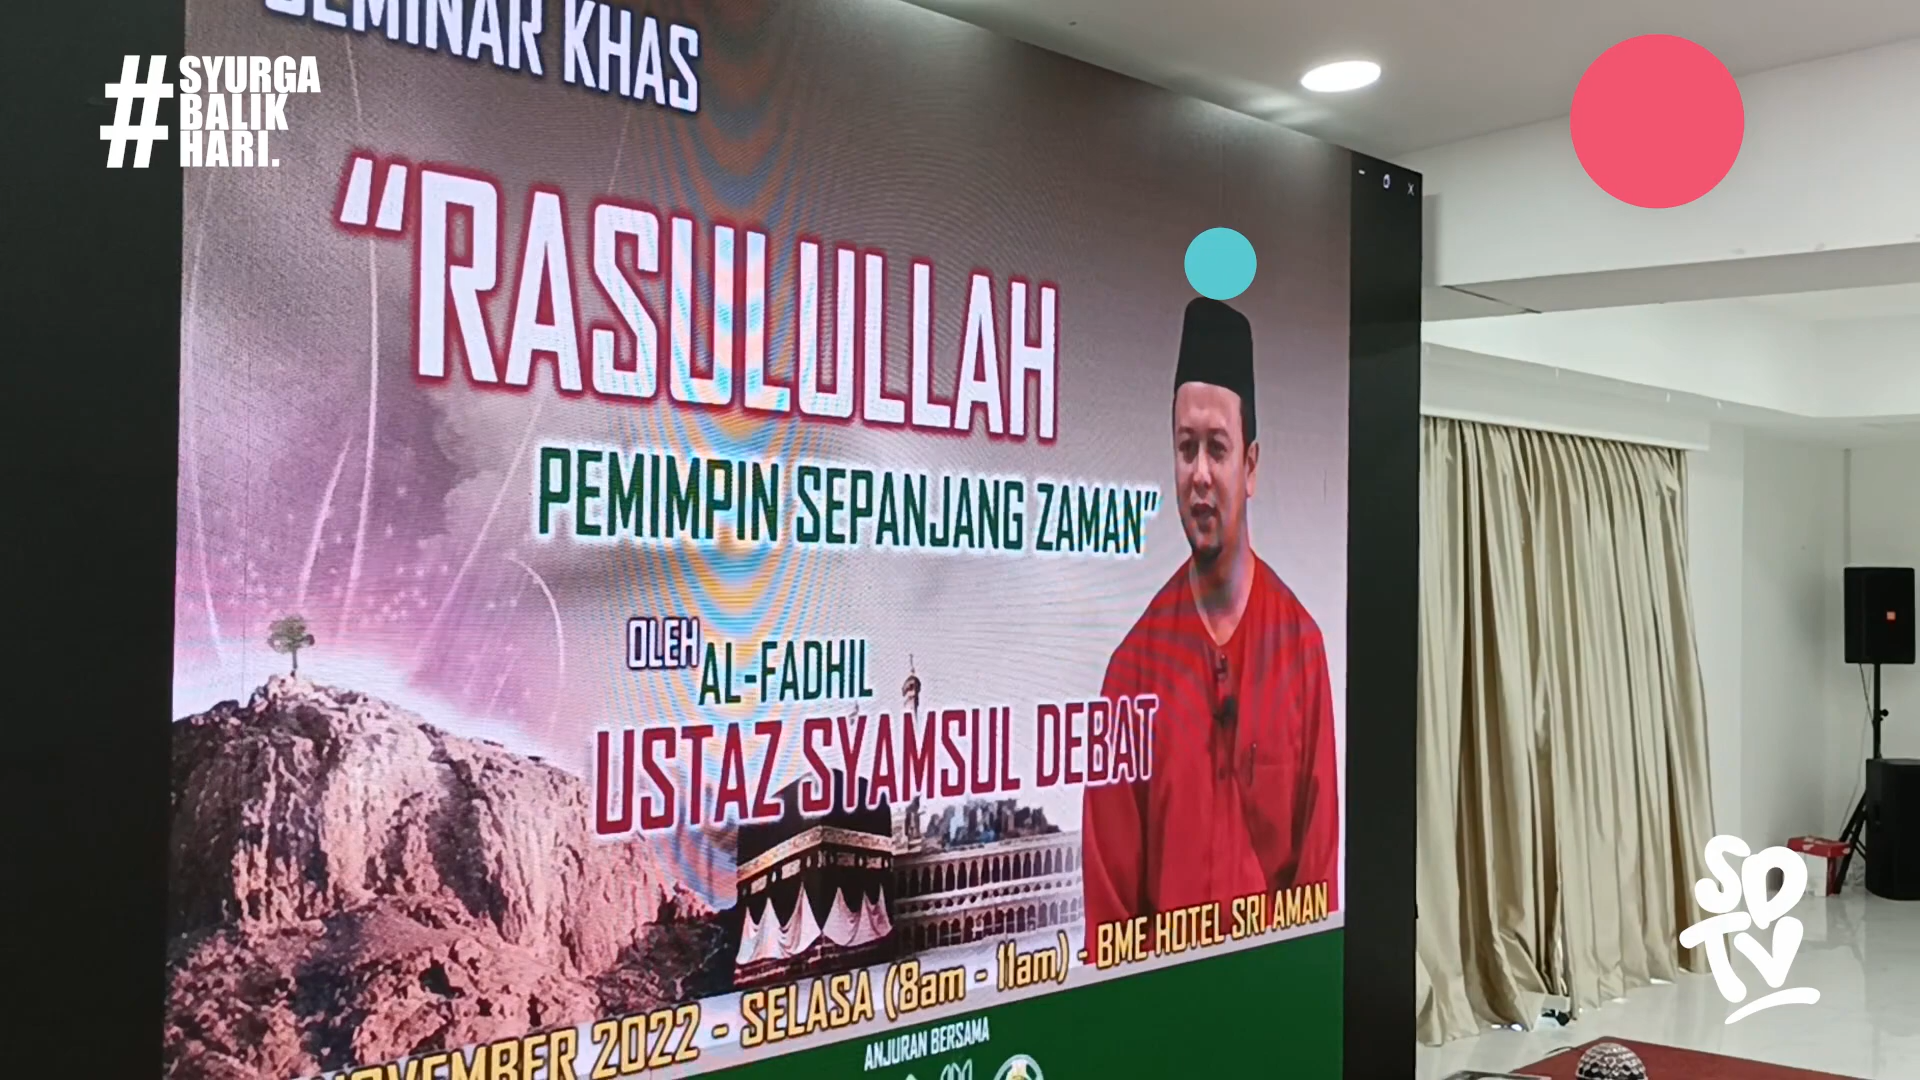 SEMINAR KHAS
#SYURGA
BALIK
HARI.
"RASULULLAH
PEMIMPIN SEPANJANG ZAMAN"
OLEH AL-FADHIL
USTAZ SYAMSUL DEBAT
NOVEMBER 2022 - SELASA (8am - 11am) - BME HOTEL SRI AMAN
ANJURAN BERSAMA
SDTV